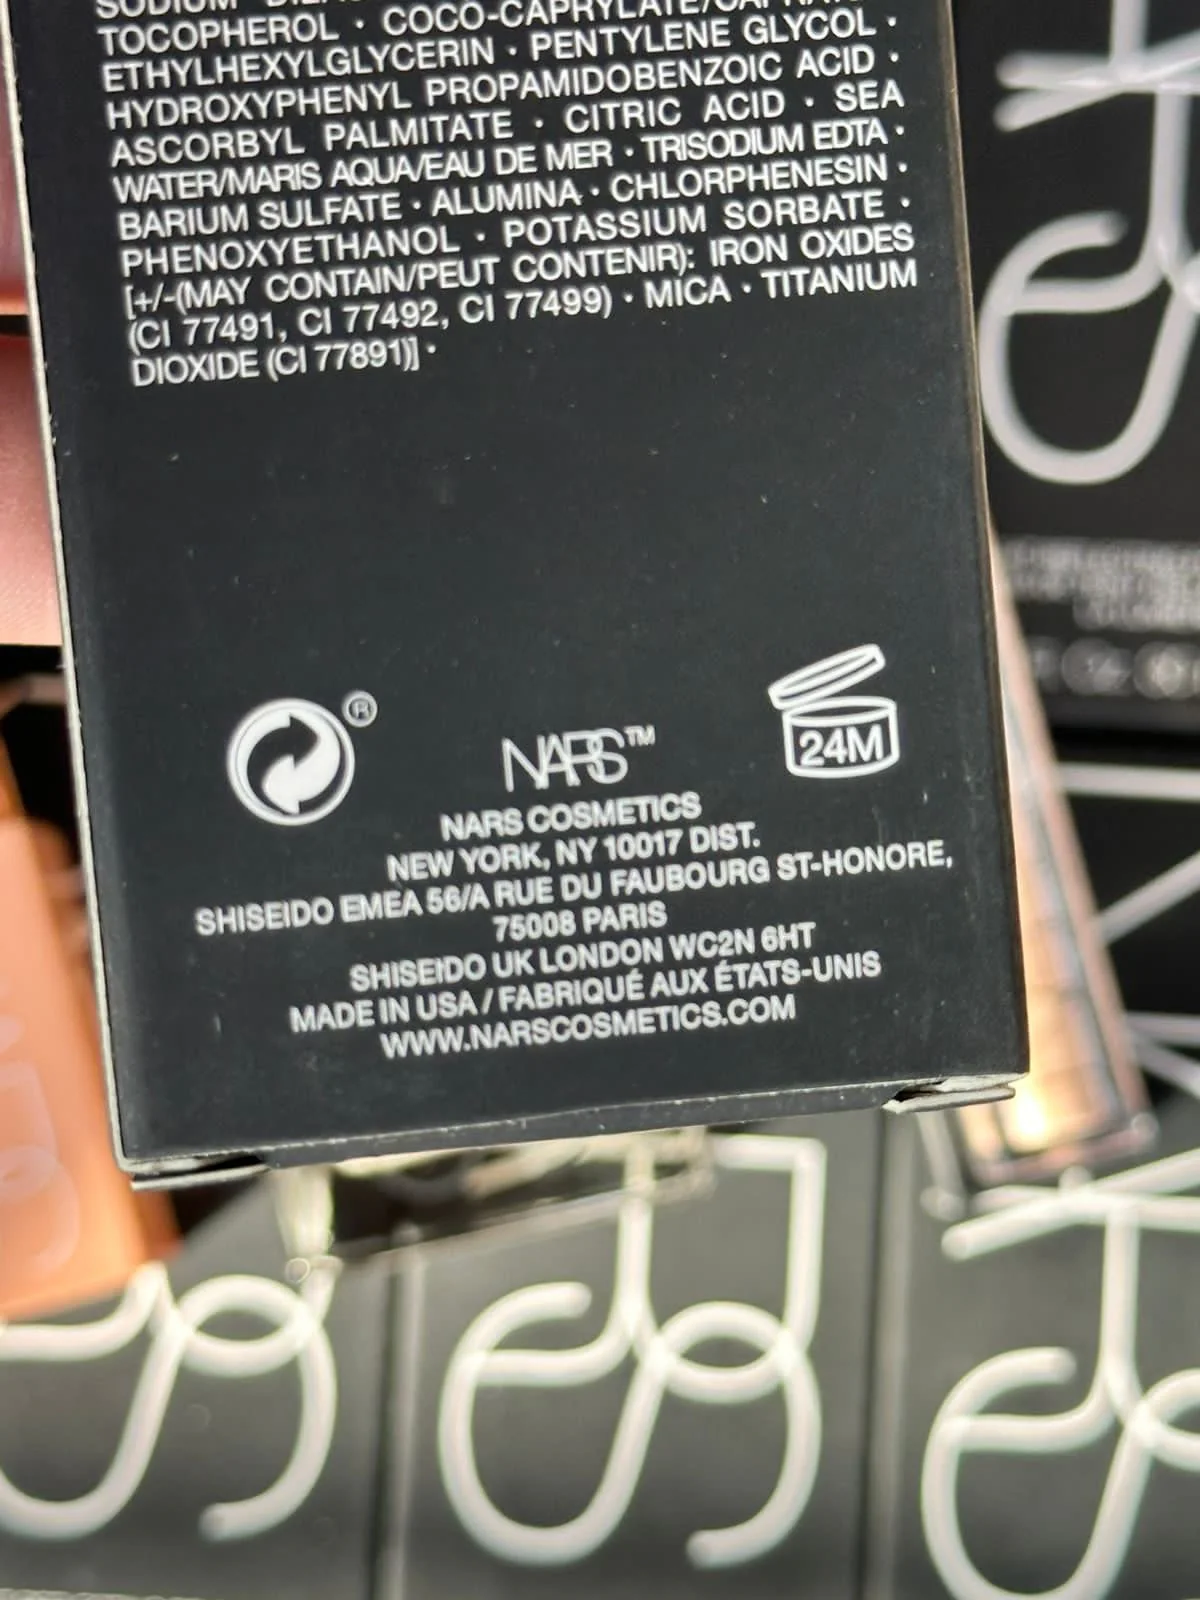 TOCOPHEROL · COCO-CAPRYLATE/CAPRATE
ETHYLHEXYLGLYCERIN · PENTYLENE GLYCOL ·
HYDROXYPHENYL PROPAMIDOBENZOIC ACID ·
ASCORBYL PALMITATE · CITRIC ACID · SEA
WATER/MARIS AQUA/EAU DE MER · TRISODIUM EDTA ·
BARIUM SULFATE · ALUMINA · CHLORPHENESIN ·
PHENOXYETHANOL · POTASSIUM SORBATE ·
[+/-(MAY CONTAIN/PEUT CONTENIR): IRON OXIDES
(CI 77491, CI 77492, CI 77499) · MICA · TITANIUM
DIOXIDE (CI 77891)] ·
®
NARS™
24M
NARS COSMETICS
NEW YORK, NY 10017 DIST.
SHISEIDO EMEA 56/A RUE DU FAUBOURG ST-HONORE,
75008 PARIS
SHISEIDO UK LONDON WC2N 6HT
MADE IN USA / FABRIQUÉ AUX ÉTATS-UNIS
WWW.NARSCOSMETICS.COM